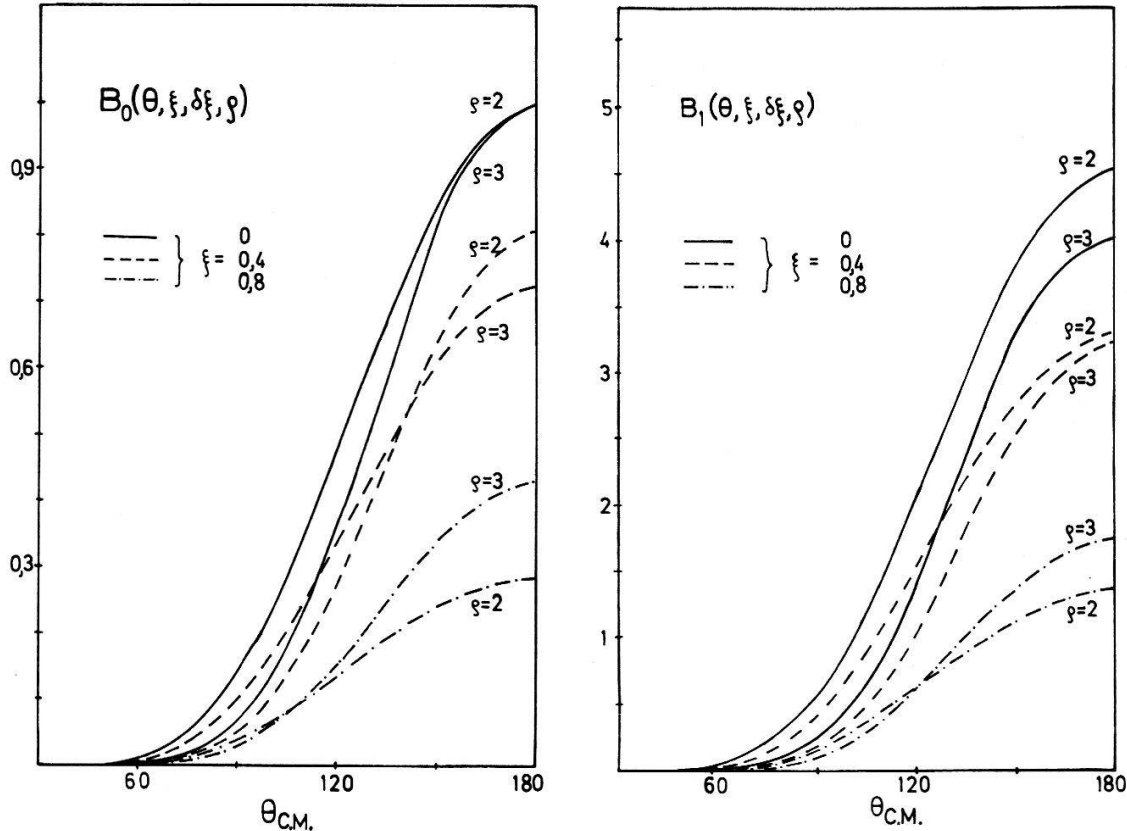 B₀(θ, ξ, δξ, ρ)
0,9
0,6
0,3
ξ = 0
0,4
0,8
ρ=2
ρ=3
ρ=2
ρ=3
ρ=3
ρ=2
60 120 180
θC.M.
B₁(θ, ξ, δξ, ρ)
5
4
3
2
1
ξ = 0
0,4
0,8
ρ=2
ρ=3
ρ=2
ρ=3
ρ=3
ρ=2
60 120 180
θC.M.